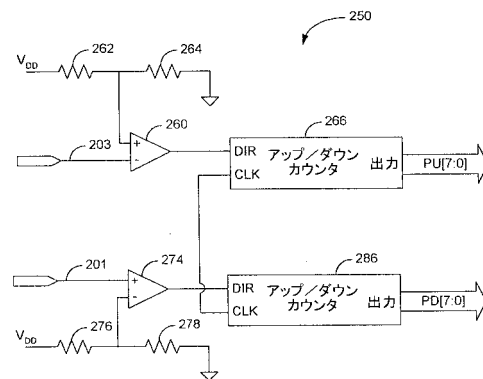 250
262
264
V_DD
260
+
-
203
266
DIR
アップ/ダウン
カウンタ
出力
CLK
PU[7:0]
201
274
+
-
286
DIR
アップ/ダウン
カウンタ
出力
CLK
PD[7:0]
276
278
V_DD